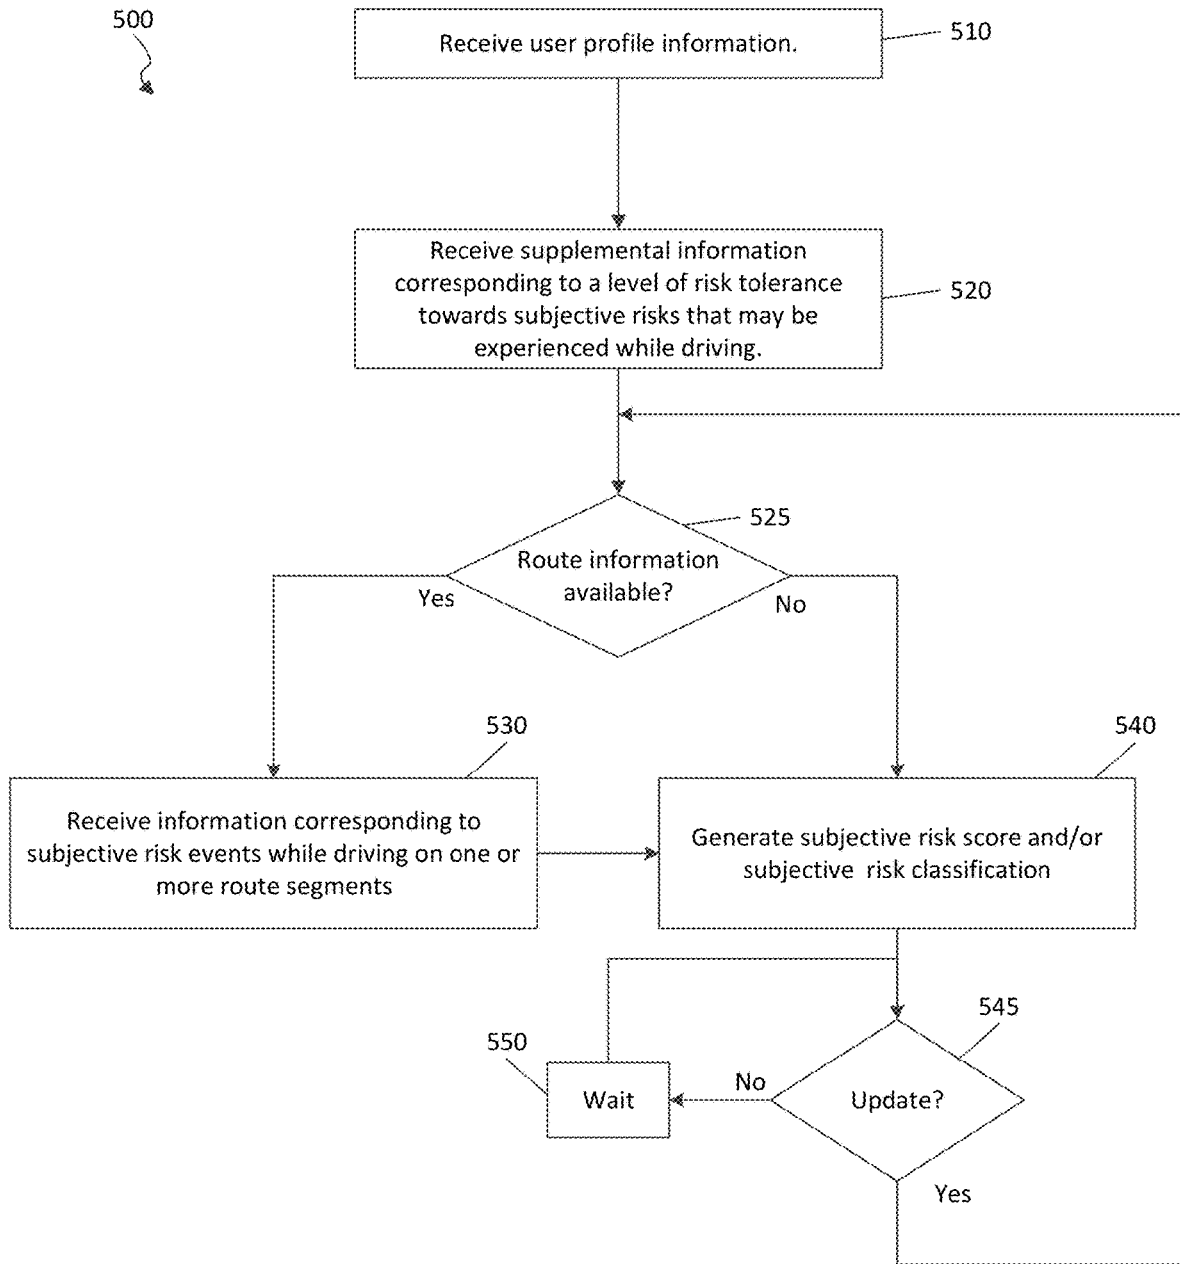 500
Receive user profile information.
510
Receive supplemental information
corresponding to a level of risk tolerance
towards subjective risks that may be
experienced while driving.
520
525
Route information
available?
Yes
No
530
540
Receive information corresponding to
subjective risk events while driving on one or
more route segments
Generate subjective risk score and/or
subjective risk classification
545
550
No
Wait
Update?
Yes